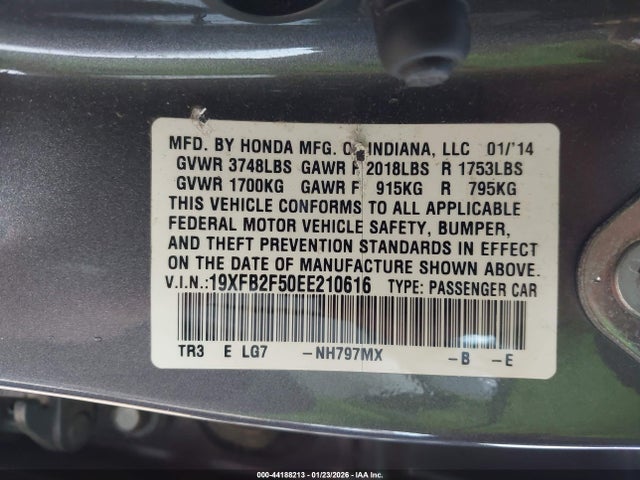 MFD. BY HONDA MFG. OF INDIANA, LLC 01/'14
GVWR 3748LBS GAWR F 2018LBS R 1753LBS
GVWR 1700KG GAWR F 915KG R 795KG
THIS VEHICLE CONFORMS TO ALL APPLICABLE
FEDERAL MOTOR VEHICLE SAFETY, BUMPER,
AND THEFT PREVENTION STANDARDS IN EFFECT
ON THE DATE OF MANUFACTURE SHOWN ABOVE.
V.I.N.: 19XFB2F50EE210616 TYPE: PASSENGER CAR
TR3 E LG7 –NH797MX –B –E
000-44188213 - 01/23/2026 - IAA Inc.